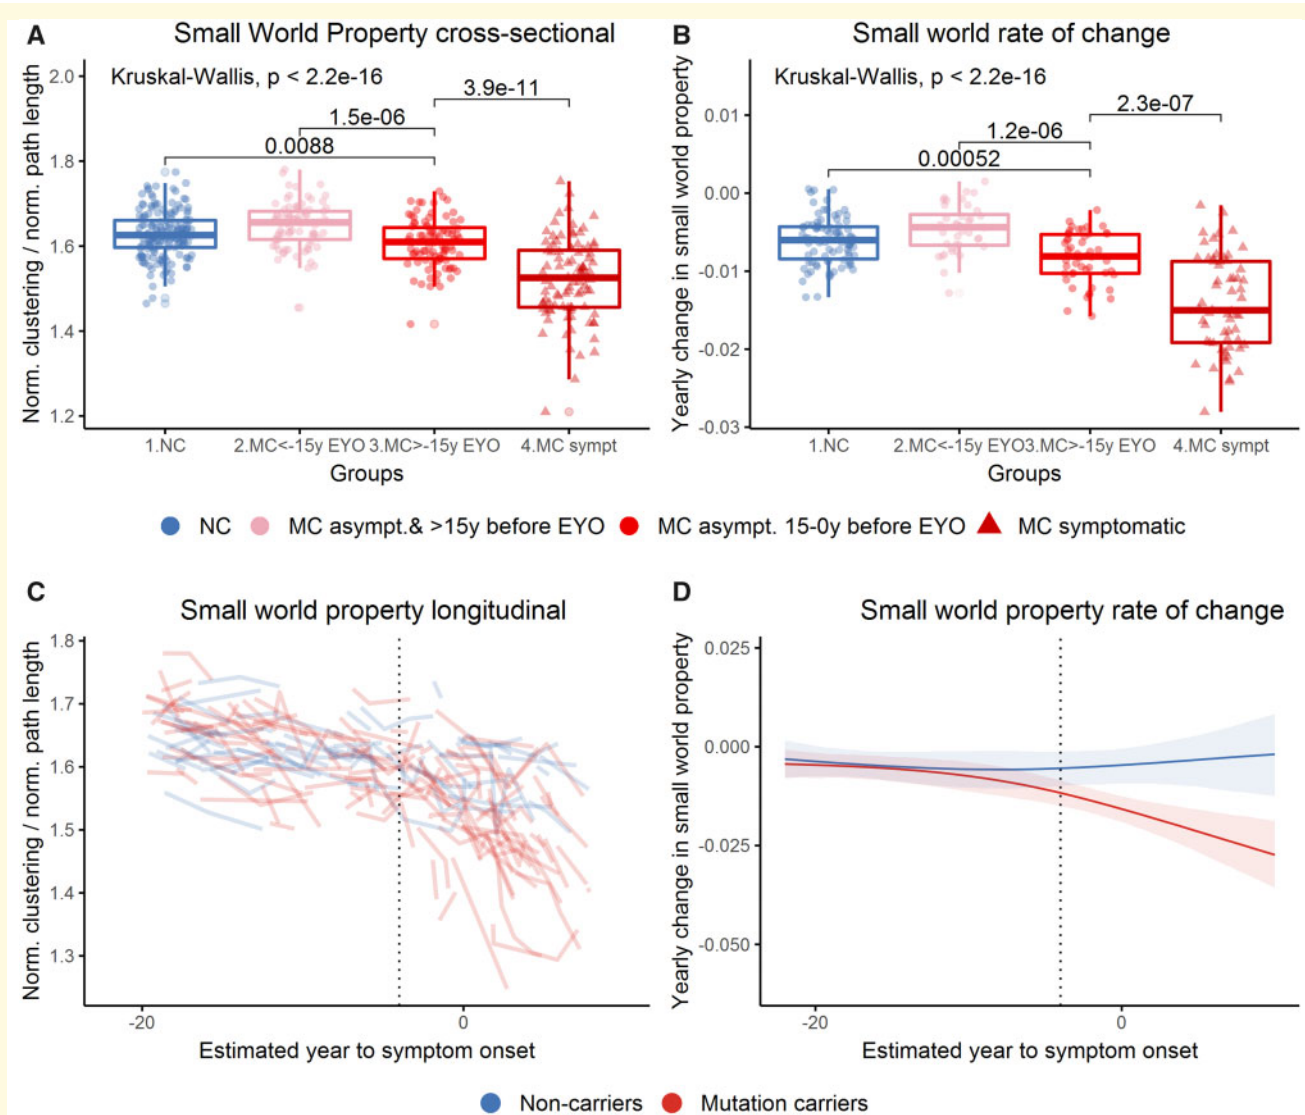 A
Small World Property cross-sectional
Norm. clustering / norm. path length
Kruskal-Wallis, p < 2.2e-16
3.9e-11
1.5e-06
0.0088
2.0
1.8
1.6
1.4
1.2
1.NC 2.MC<-15y EYO 3.MC>-15y EYO 4.MC sympt
Groups
B
Small world rate of change
Yearly change in small world property
Kruskal-Wallis, p < 2.2e-16
2.3e-07
1.2e-06
0.00052
0.01
0.00
-0.01
-0.02
-0.03
1.NC 2.MC<-15y EYO 3.MC>-15y EYO 4.MC sympt
Groups
NC MC asympt.& >15y before EYO MC asympt. 15-0y before EYO MC symptomatic
C
Small world property longitudinal
Norm. clustering / norm. path length
1.8
1.7
1.6
1.5
1.4
1.3
-20 0
Estimated year to symptom onset
D
Small world property rate of change
Yearly change in small world property
0.025
0.000
-0.025
-0.050
-20 0
Estimated year to symptom onset
Non-carriers Mutation carriers